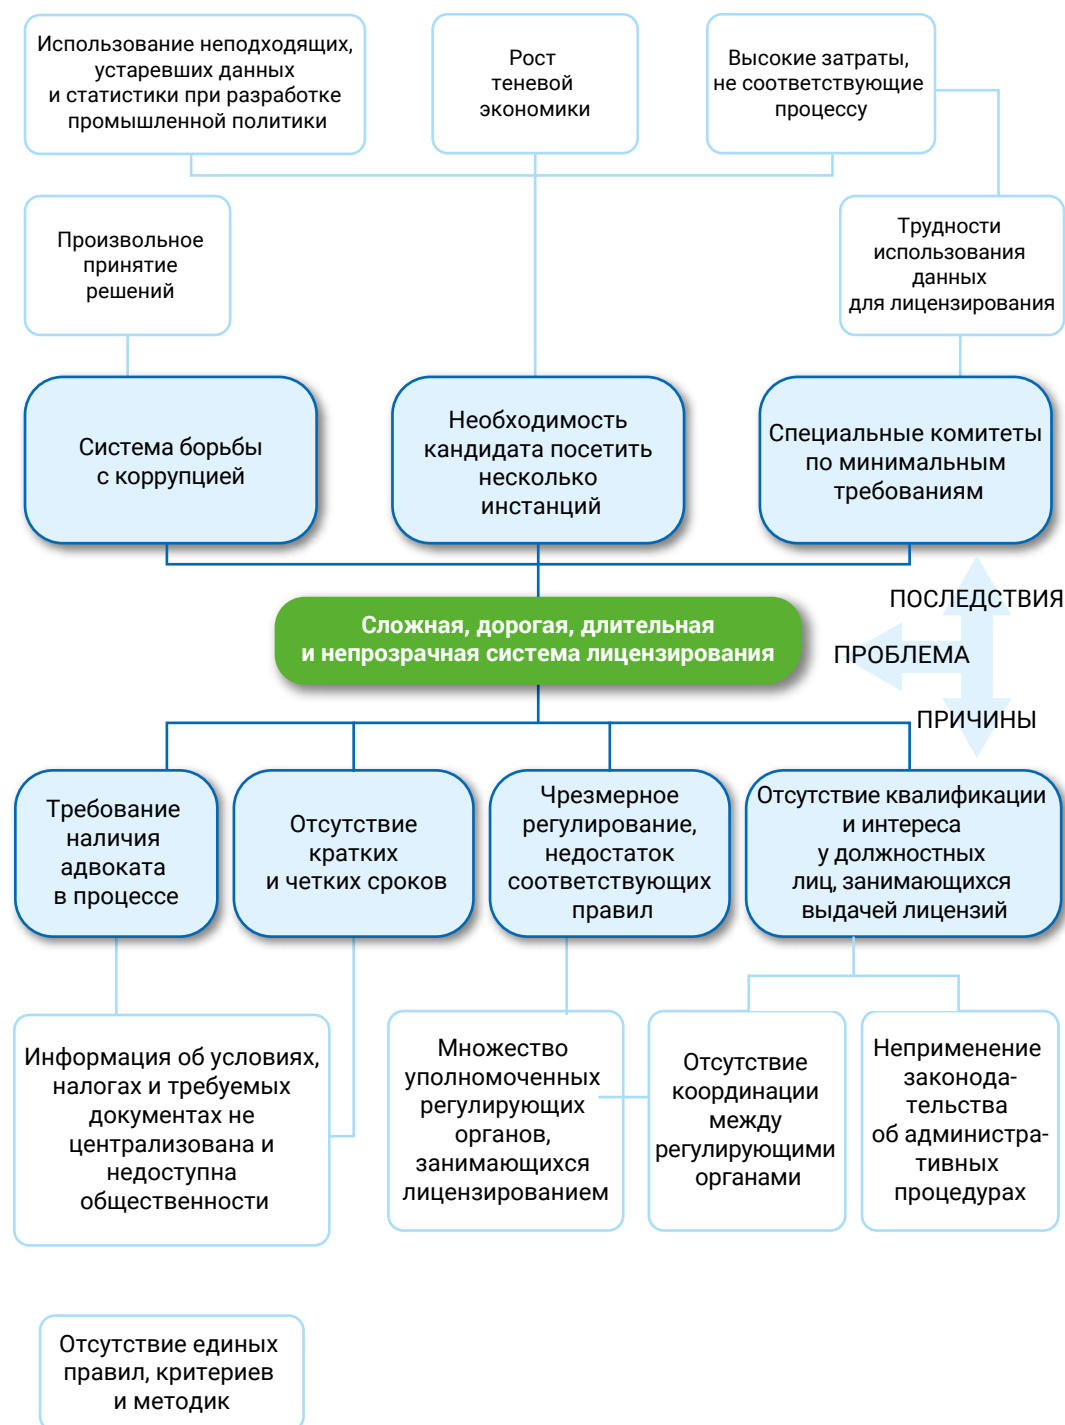 Использование неподходящих,
устаревших данных
и статистики при разработке
промышленной политики
Рост
теневой
экономики
Высокие затраты,
не соответствующие
процессу
Произвольное
принятие
решений
Трудности
использования
данных
для лицензирования
Система борьбы
с коррупцией
Необходимость
кандидата посетить
несколько
инстанций
Специальные комитеты
по минимальным
требованиям
ПОСЛЕДСТВИЯ
Сложная, дорогая, длительная
и непрозрачная система лицензирования
ПРОБЛЕМА
ПРИЧИНЫ
Требование
наличия
адвоката
в процессе
Отсутствие
кратких
и четких сроков
Чрезмерное
регулирование,
недостаток
соответствующих
правил
Отсутствие квалификации
и интереса
у должностных
лиц, занимающихся
выдачей лицензий
Информация об условиях,
налогах и требуемых
документах не
централизована и
недоступна
общественности
Множество
уполномоченных
регулирующих
органов,
занимающихся
лицензированием
Отсутствие
координации
между
регулирующими
органами
Неприменение
законода-
тельства
об администра-
тивных
процедурах
Отсутствие единых
правил, критериев
и методик